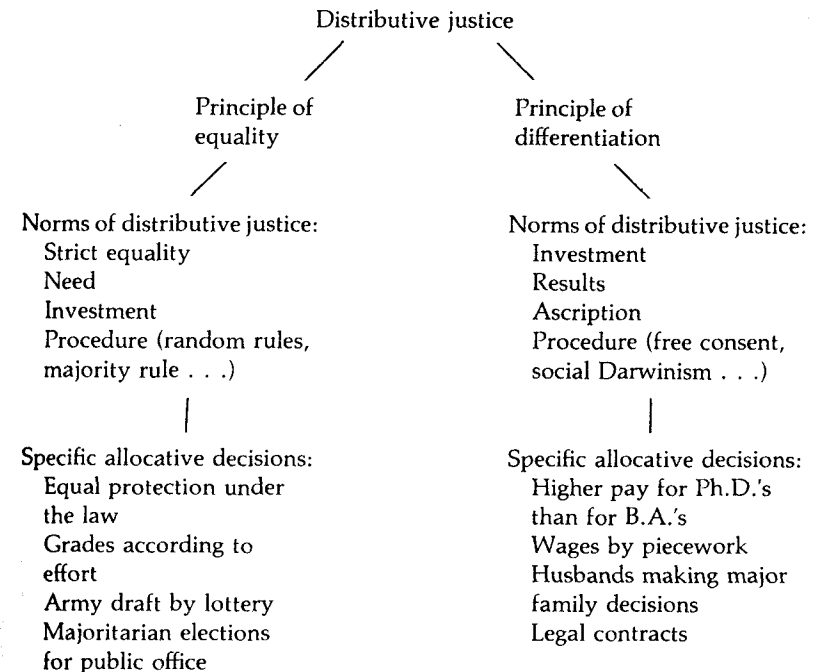 Distributive justice
Principle of
equality
Norms of distributive justice:
Strict equality
Need
Investment
Procedure (random rules,
majority rule . . .)
Specific allocative decisions:
Equal protection under
the law
Grades according to
effort
Army draft by lottery
Majoritarian elections
for public office
Principle of
differentiation
Norms of distributive justice:
Investment
Results
Ascription
Procedure (free consent,
social Darwinism . . .)
Specific allocative decisions:
Higher pay for Ph.D.'s
than for B.A.'s
Wages by piecework
Husbands making major
family decisions
Legal contracts